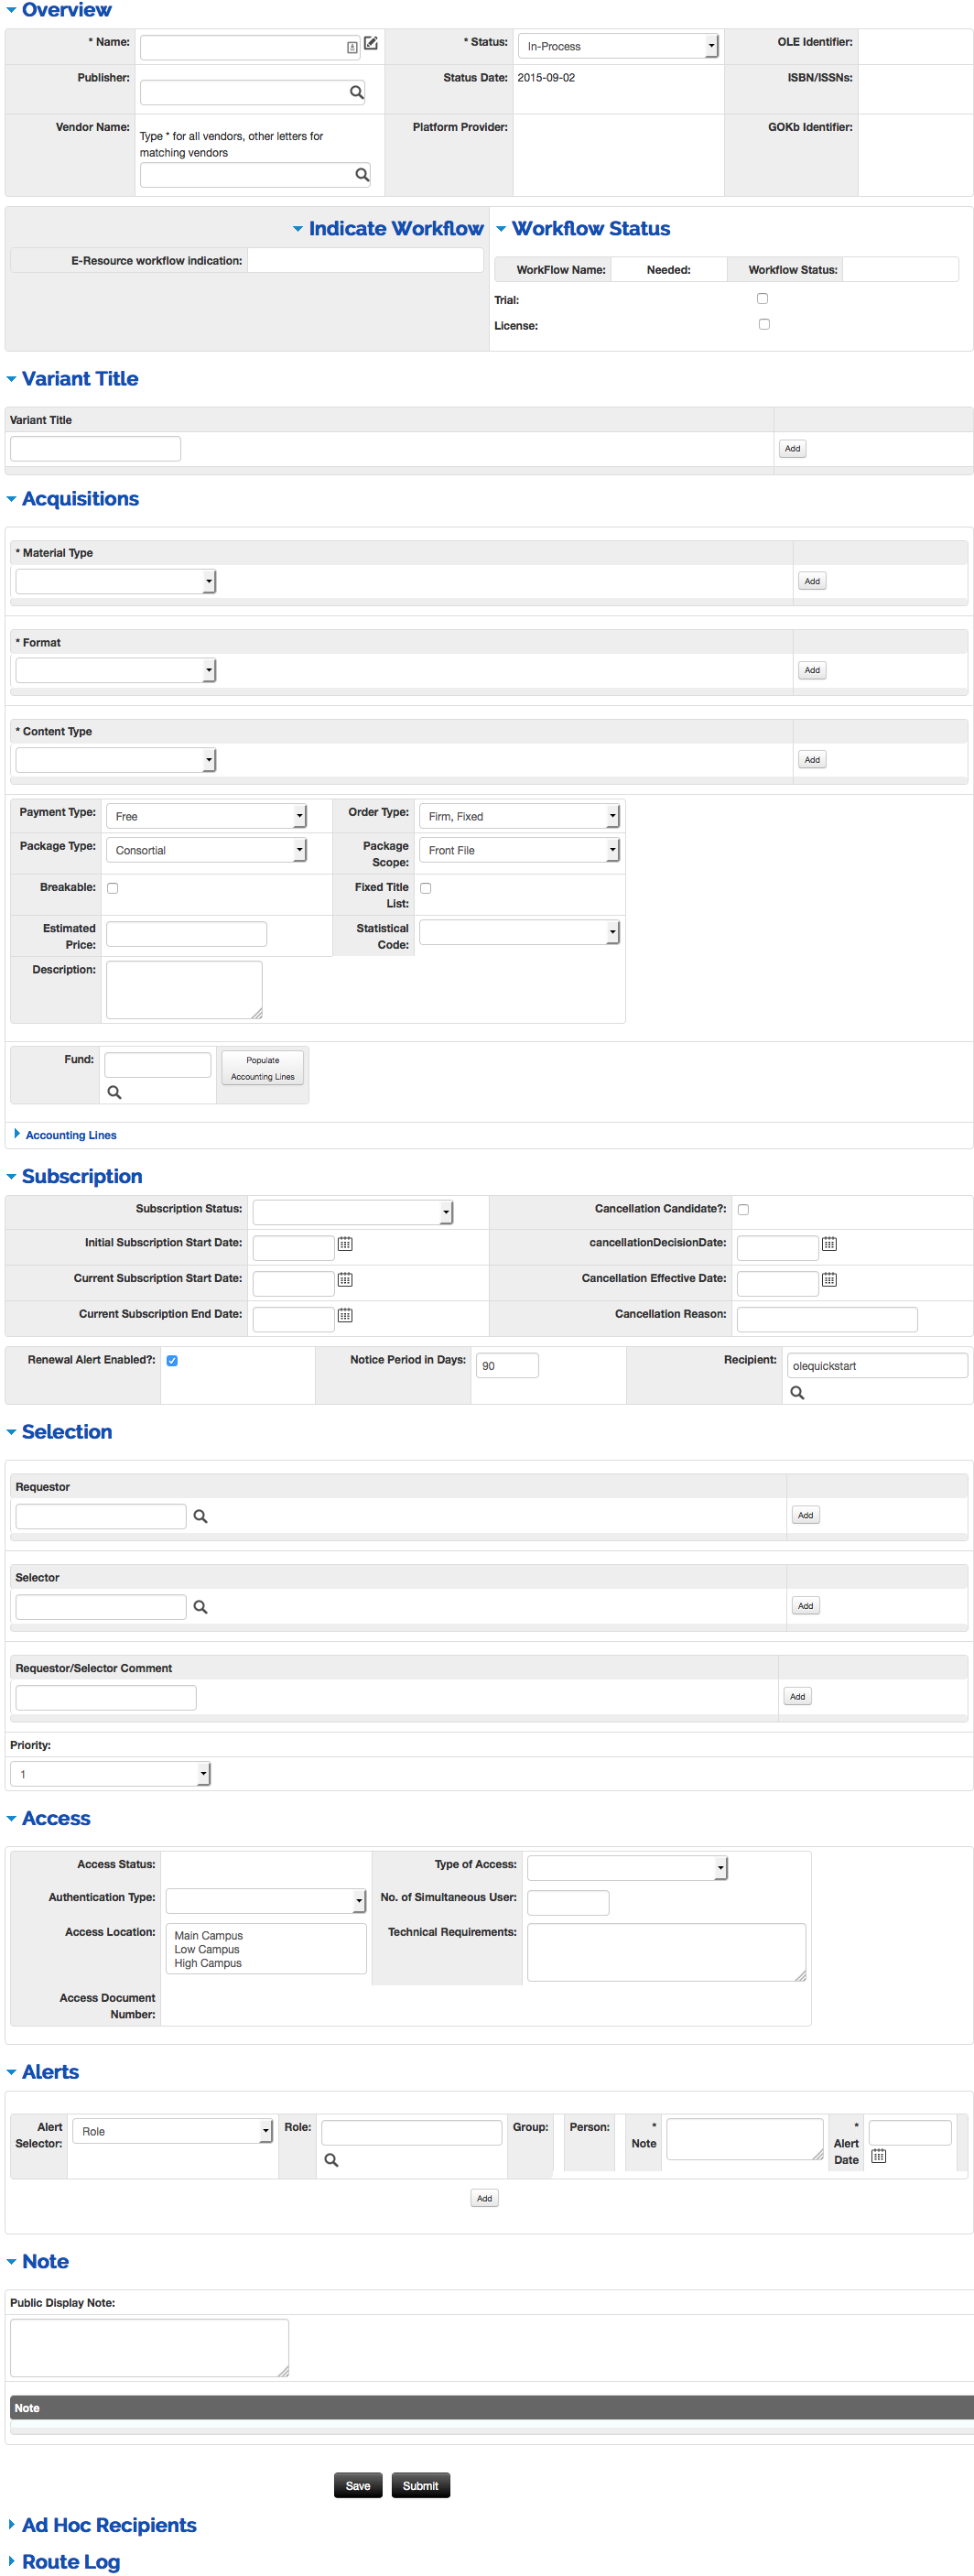 Overview
* Name:
* Status:
In-Process
OLE Identifier:
Publisher:
Status Date:
2015-09-02
ISBN/ISSNs:
Vendor Name:
Type * for all vendors, other letters for
matching vendors
Platform Provider:
GOKb Identifier:
Indicate Workflow
E-Resource workflow indication:
Workflow Status
WorkFlow Name:
Needed:
Workflow Status:
Trial:
License:
Variant Title
Variant Title
Add
Acquisitions
* Material Type
Add
* Format
Add
* Content Type
Add
Payment Type:
Free
Order Type:
Firm, Fixed
Package Type:
Consortial
Package
Scope:
Front File
Breakable:
Fixed Title
List:
Estimated
Price:
Statistical
Code:
Description:
Fund:
Populate
Accounting Lines
Accounting Lines
Subscription
Subscription Status:
Cancellation Candidate?:
Initial Subscription Start Date:
cancellationDecisionDate:
Current Subscription Start Date:
Cancellation Effective Date:
Current Subscription End Date:
Cancellation Reason:
Renewal Alert Enabled?:
Notice Period in Days:
90
Recipient:
olequickstart
Selection
Requestor
Add
Selector
Add
Requestor/Selector Comment
Add
Priority:
1
Access
Access Status:
Type of Access:
Authentication Type:
No. of Simultaneous User:
Access Location:
Main Campus
Low Campus
High Campus
Technical Requirements:
Access Document
Number:
Alerts
Alert
Selector:
Role
Role:
Group:
Person:
*
Note
*
Alert
Date
Add
Note
Public Display Note:
Note
Save
Submit
Ad Hoc Recipients
Route Log